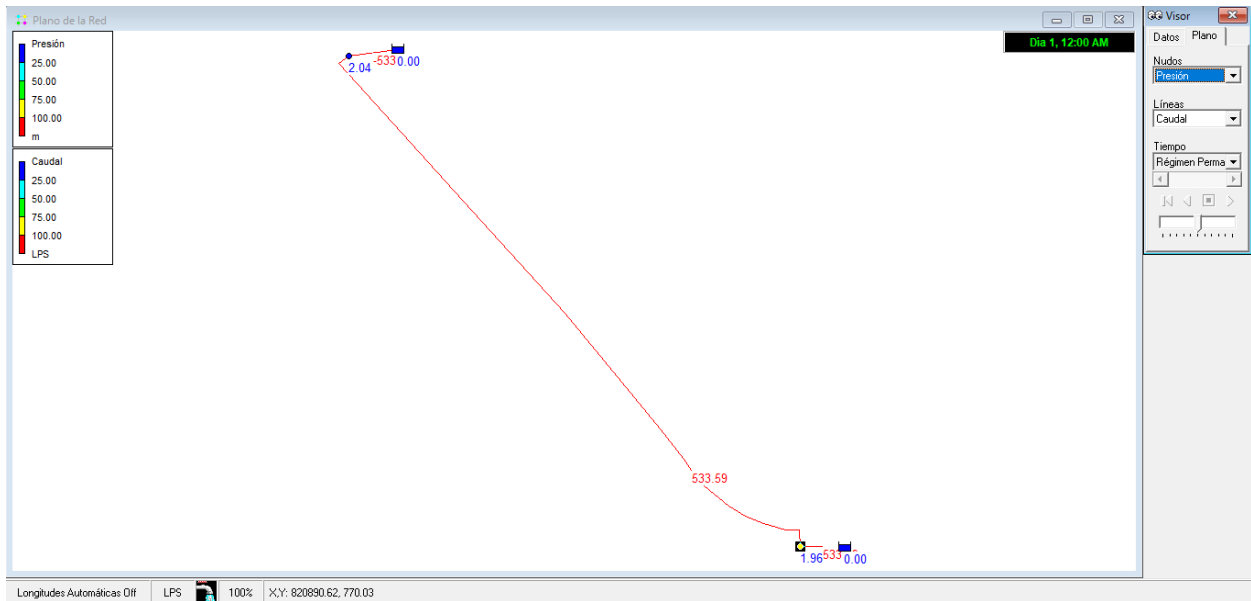 Plano de la Red
Presión
25.00
50.00
75.00
100.00
m
Caudal
25.00
50.00
75.00
100.00
LPS
Día 1, 12:00 AM
2.04
-533
0.00
533.59
1.96
533
0.00
Visor
Datos
Plano
Nudos
Presión
Líneas
Caudal
Tiempo
Régimen Perma
Longitudes Automáticas Off
LPS
100%
X,Y: 820890.62, 770.03